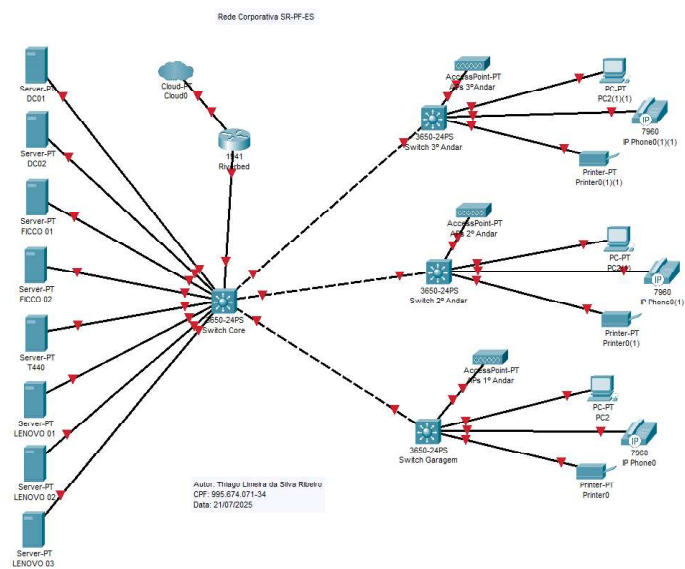 Rede Corporativa SR-PF-ES
Server-PT
DC01
Server-PT
DC02
Server-PT
FICCO 01
Server-PT
FICCO 02
Server-PT
T440
Server-PT
LENOVO 01
Server-PT
LENOVO 02
Server-PT
LENOVO 03
Cloud-PT
Cloud0
1941
Riverbed
3650-24PS
Switch Core
AccessPoint-PT
APs 3º Andar
3650-24PS
Switch 3º Andar
PC-PT
PC2(1)(1)
IP
7960
IP Phone0(1)(1)
Printer-PT
Printer0(1)(1)
AccessPoint-PT
APs 2º Andar
3650-24PS
Switch 2º Andar
PC-PT
PC2(1)
IP
7960
IP Phone0(1)
Printer-PT
Printer0(1)
AccessPoint-PT
APs 1º Andar
3650-24PS
Switch Garagem
PC-PT
PC2
IP
7960
IP Phone0
Printer-PT
Printer0
Autor: Thiago Limeira da Silva Ribeiro
CPF: 995.674.071-34
Data: 21/07/2025